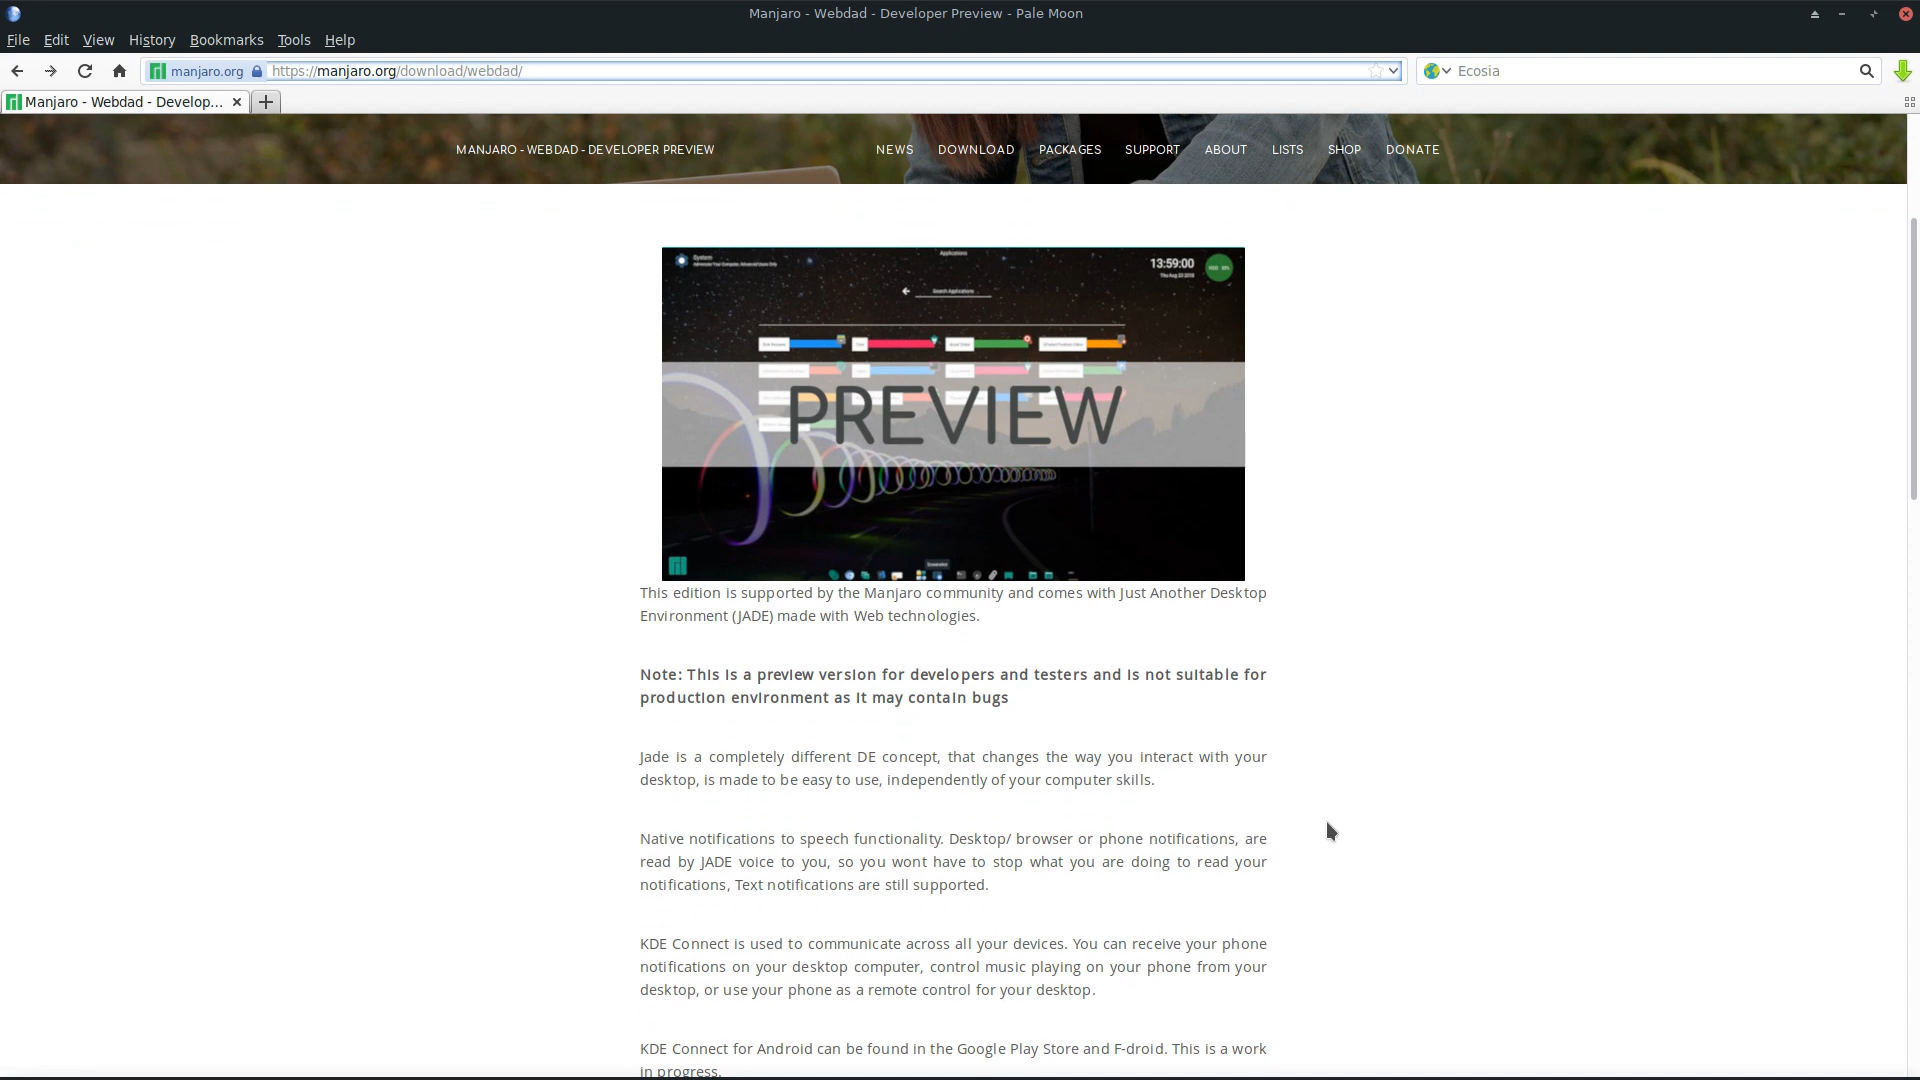 Manjaro - Webdad - Developer Preview - Pale Moon
File Edit View History Bookmarks Tools Help
manjaro.org https://manjaro.org/download/webdad/ Ecosia
Manjaro - Webdad - Develop...
MANJARO - WEBDAD - DEVELOPER PREVIEW NEWS DOWNLOAD PACKAGES SUPPORT ABOUT LISTS SHOP DONATE
System Applications 13:59:00
Search Applications
PREVIEW
This edition is supported by the Manjaro community and comes with Just Another Desktop
Environment (JADE) made with Web technologies.
Note: This is a preview version for developers and testers and is not suitable for
production environment as it may contain bugs
Jade is a completely different DE concept, that changes the way you interact with your
desktop, is made to be easy to use, independently of your computer skills.
Native notifications to speech functionality. Desktop/ browser or phone notifications, are
read by JADE voice to you, so you wont have to stop what you are doing to read your
notifications, Text notifications are still supported.
KDE Connect is used to communicate across all your devices. You can receive your phone
notifications on your desktop computer, control music playing on your phone from your
desktop, or use your phone as a remote control for your desktop.
KDE Connect for Android can be found in the Google Play Store and F-droid. This is a work
in progress.